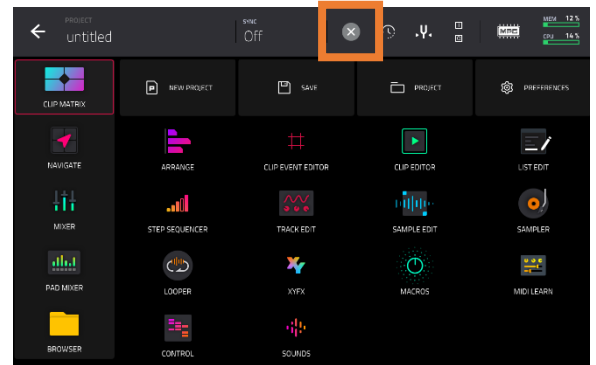 PROJECT
untitled
SYNC
Off
MPC
MEM 12%
CPU 14%
CLIP MATRIX
NEW PROJECT
SAVE
PROJECT
PREFERENCES
NAVIGATE
ARRANGE
CLIP EVENT EDITOR
CLIP EDITOR
LIST EDIT
MIXER
STEP SEQUENCER
TRACK EDIT
SAMPLE EDIT
SAMPLER
PAD MIXER
LOOPER
XYFX
MACROS
MIDI LEARN
BROWSER
CONTROL
SOUNDS